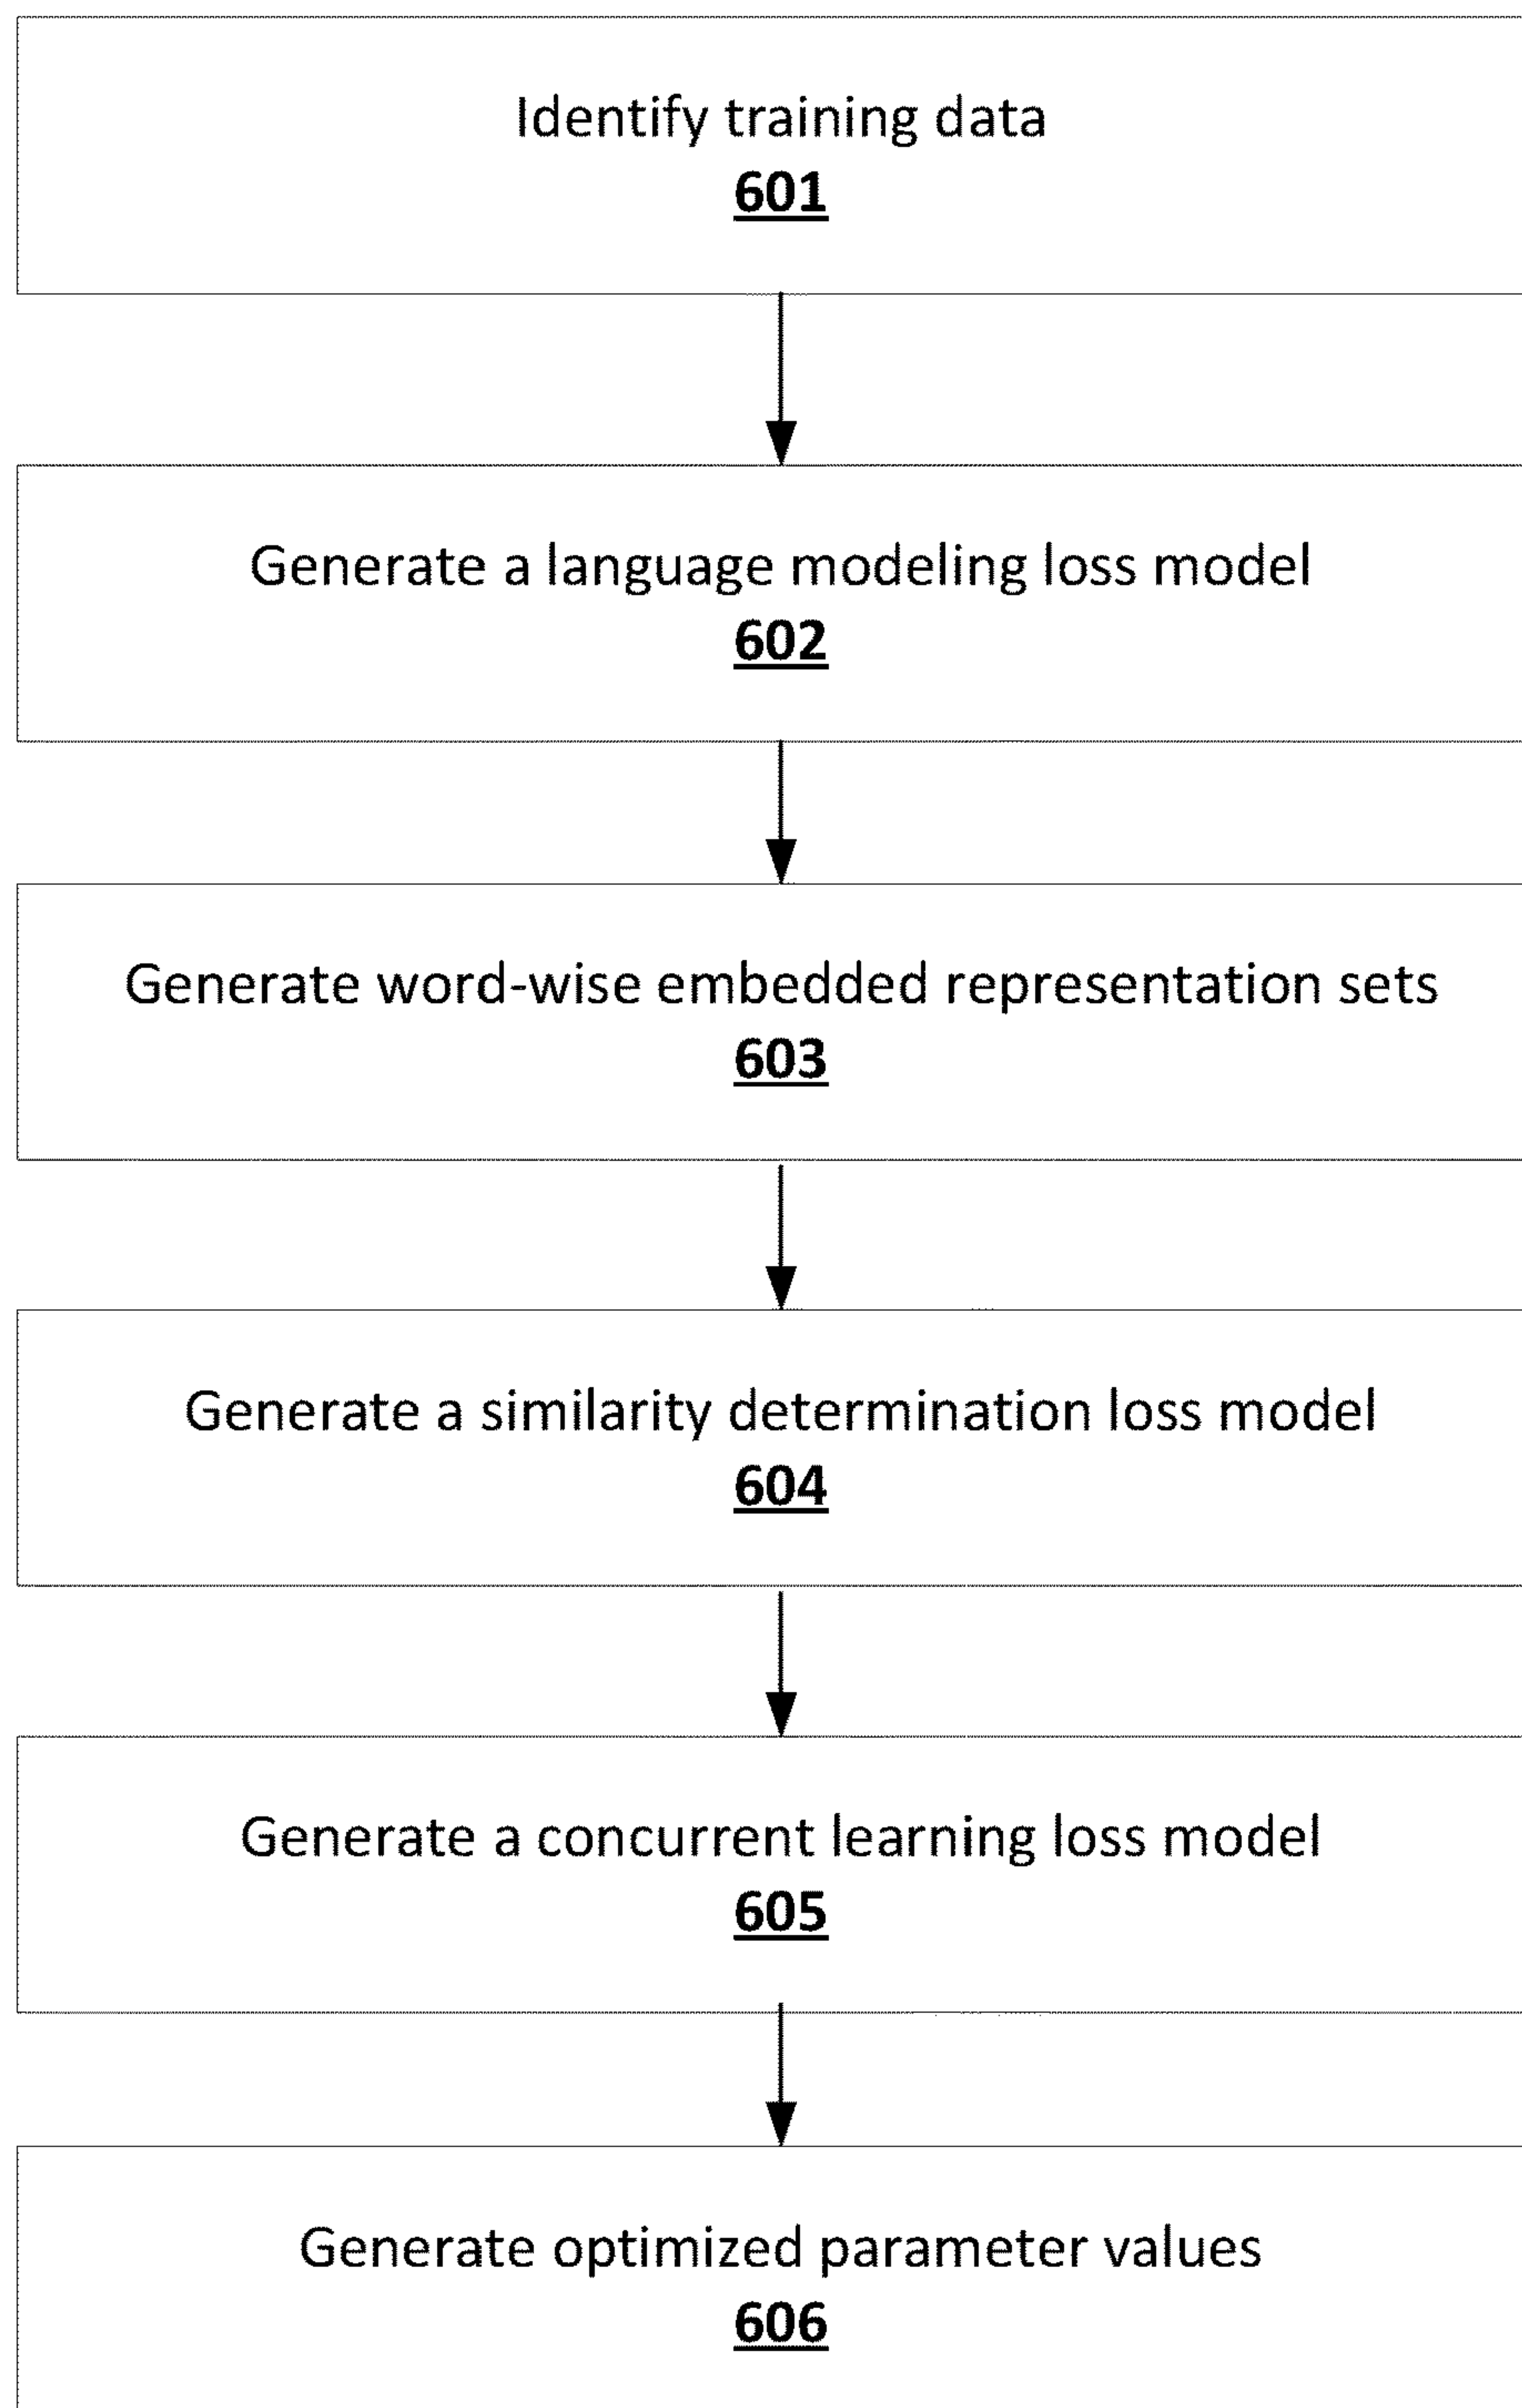 Identify training data
601
Generate a language modeling loss model
602
Generate word-wise embedded representation sets
603
Generate a similarity determination loss model
604
Generate a concurrent learning loss model
605
Generate optimized parameter values
606